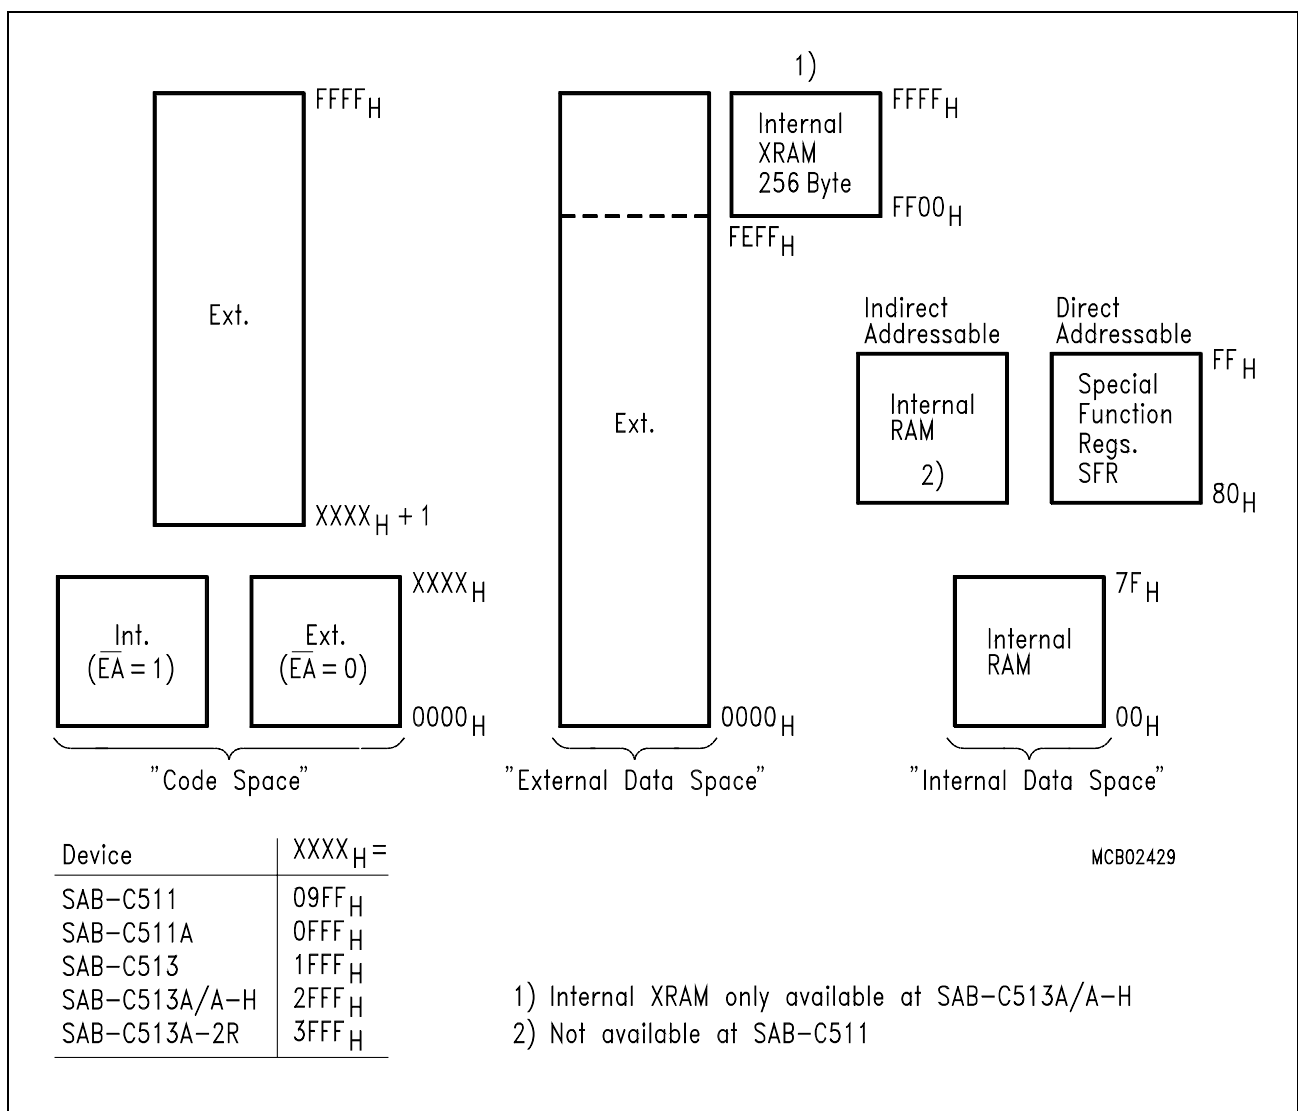 1)
FFFFH
FFFFH
Internal
XRAM
256 Byte
FF00H
FEFFH
Ext.
XXXXH + 1
Ext.
Indirect
Addressable
Internal
RAM
2)
Direct
Addressable
Special
Function
Regs.
SFR
FFH
80H
Int.
(E̅A̅ = 1)
Ext.
(E̅A̅ = 0)
XXXXH
0000H
0000H
Internal
RAM
7FH
00H
"Code Space"
"External Data Space"
"Internal Data Space"
Device XXXXH =
SAB-C511 09FFH
SAB-C511A 0FFFH
SAB-C513 1FFFH
SAB-C513A/A-H 2FFFH
SAB-C513A-2R 3FFFH
MCB02429
1) Internal XRAM only available at SAB-C513A/A-H
2) Not available at SAB-C511